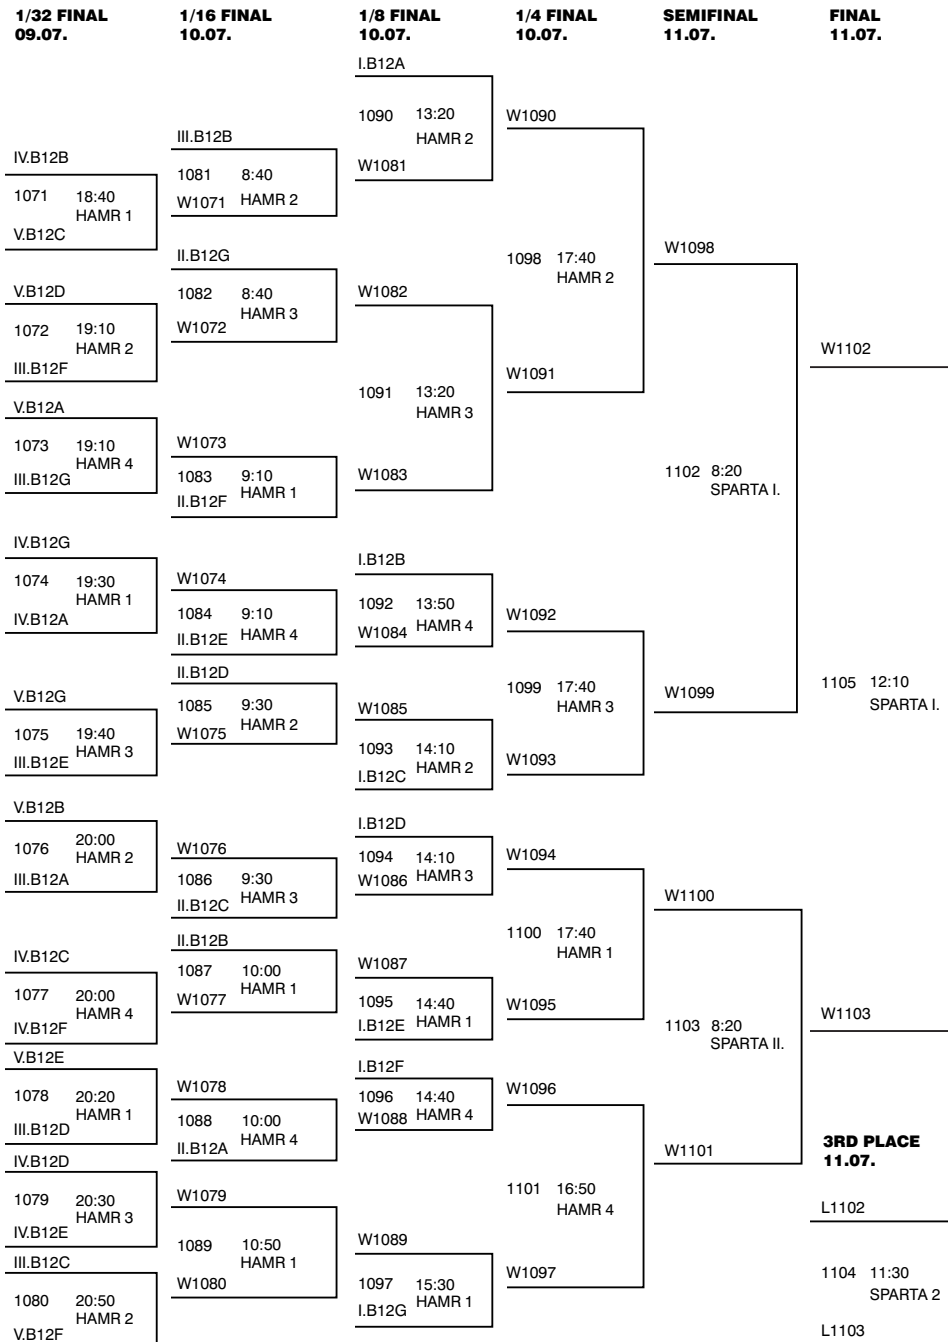 1/32 FINAL
09.07.
IV.B12B
1071 18:40
HAMR 1
V.B12C
V.B12D
1072 19:10
HAMR 2
III.B12F
V.B12A
1073 19:10
HAMR 4
III.B12G
IV.B12G
1074 19:30
HAMR 1
IV.B12A
V.B12G
1075 19:40
HAMR 3
III.B12E
V.B12B
1076 20:00
HAMR 2
III.B12A
IV.B12C
1077 20:00
HAMR 4
IV.B12F
V.B12E
1078 20:20
HAMR 1
III.B12D
IV.B12D
1079 20:30
HAMR 3
IV.B12E
III.B12C
1080 20:50
HAMR 2
V.B12F
1/16 FINAL
10.07.
III.B12B
1081 8:40
W1071 HAMR 2
II.B12G
1082 8:40
HAMR 3
W1072
W1073
1083 9:10
HAMR 1
II.B12F
W1074
1084 9:10
II.B12E HAMR 4
II.B12D
1085 9:30
HAMR 2
W1075
W1076
1086 9:30
HAMR 3
II.B12C
II.B12B
1087 10:00
HAMR 1
W1077
W1078
1088 10:00
HAMR 4
II.B12A
W1079
1089 10:50
HAMR 1
W1080
1/8 FINAL
10.07.
I.B12A
1090 13:20
HAMR 2
W1081
W1082
1091 13:20
HAMR 3
W1083
I.B12B
1092 13:50
W1084 HAMR 4
W1085
1093 14:10
HAMR 2
I.B12C
I.B12D
1094 14:10
W1086 HAMR 3
W1087
1095 14:40
I.B12E HAMR 1
I.B12F
1096 14:40
W1088 HAMR 4
W1089
1097 15:30
HAMR 1
I.B12G
1/4 FINAL
10.07.
W1090
1098 17:40
HAMR 2
W1091
W1092
1099 17:40
HAMR 3
W1093
W1094
1100 17:40
HAMR 1
W1095
W1096
1101 16:50
HAMR 4
W1097
SEMIFINAL
11.07.
W1098
1102 8:20
SPARTA I.
W1099
W1100
1103 8:20
SPARTA II.
W1101
FINAL
11.07.
W1102
1105 12:10
SPARTA I.
W1103
3RD PLACE
11.07.
L1102
1104 11:30
SPARTA 2
L1103